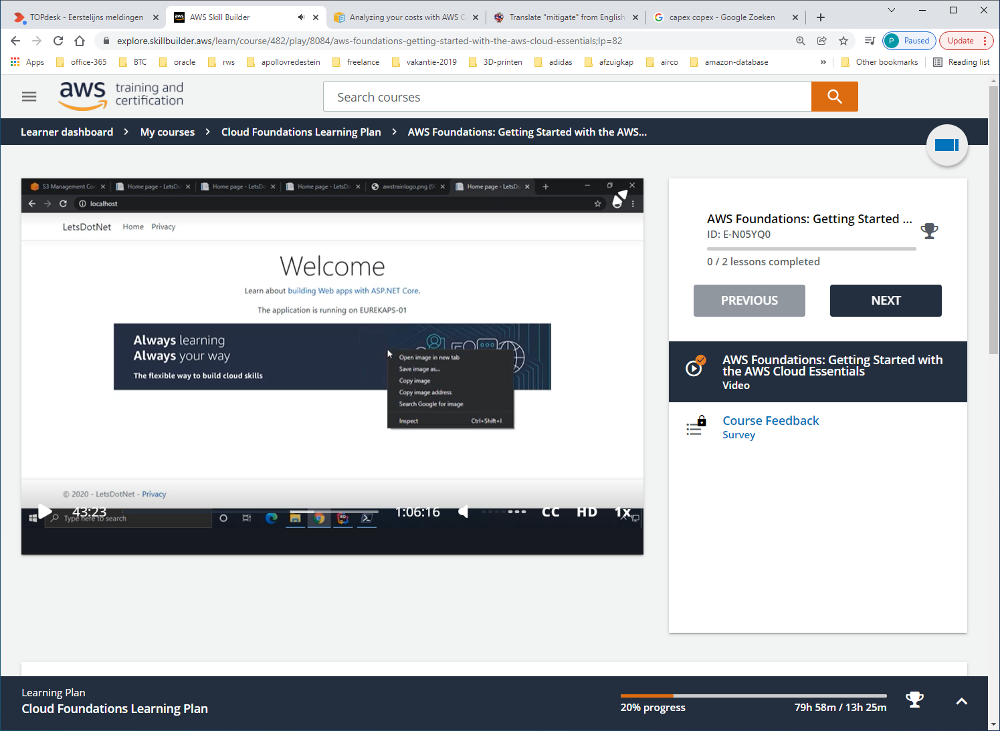 TOPdesk - Eerstelijns meldingen
AWS Skill Builder
Analyzing your costs with AWS C
Translate "mitigate" from English
capex copex - Google Zoeken
explore.skillbuilder.aws/learn/course/482/play/8084/aws-foundations-getting-started-with-the-aws-cloud-essentials;lp=82
P Paused
Update
Apps
office-365
BTC
oracle
rws
apollovredestein
freelance
vakantie-2019
3D-printen
adidas
afzuigkap
airco
amazon-database
»
Other bookmarks
Reading list
aws training and
certification
Search courses
Learner dashboard > My courses > Cloud Foundations Learning Plan > AWS Foundations: Getting Started with the AWS...
S3 Management Con
Home page - LetsDo
Home page - LetsDo
Home page - LetsDo
awstrainlogo.png (9
Home page - LetsDo
localhost
LetsDotNet Home Privacy
Welcome
Learn about building Web apps with ASP.NET Core.
The application is running on EUREKAPS-01
Always learning
Always your way
The flexible way to build cloud skills
Open image in new tab
Save image as...
Copy image
Copy image address
Search Google for image
Inspect Ctrl+Shift+I
© 2020 - LetsDotNet - Privacy
Type here to search
43:23
1:06:16
CC
HD
1x
AWS Foundations: Getting Started ...
ID: E-N05YQ0
0 / 2 lessons completed
PREVIOUS
NEXT
AWS Foundations: Getting Started with
the AWS Cloud Essentials
Video
Course Feedback
Survey
Learning Plan
Cloud Foundations Learning Plan
20% progress
79h 58m / 13h 25m